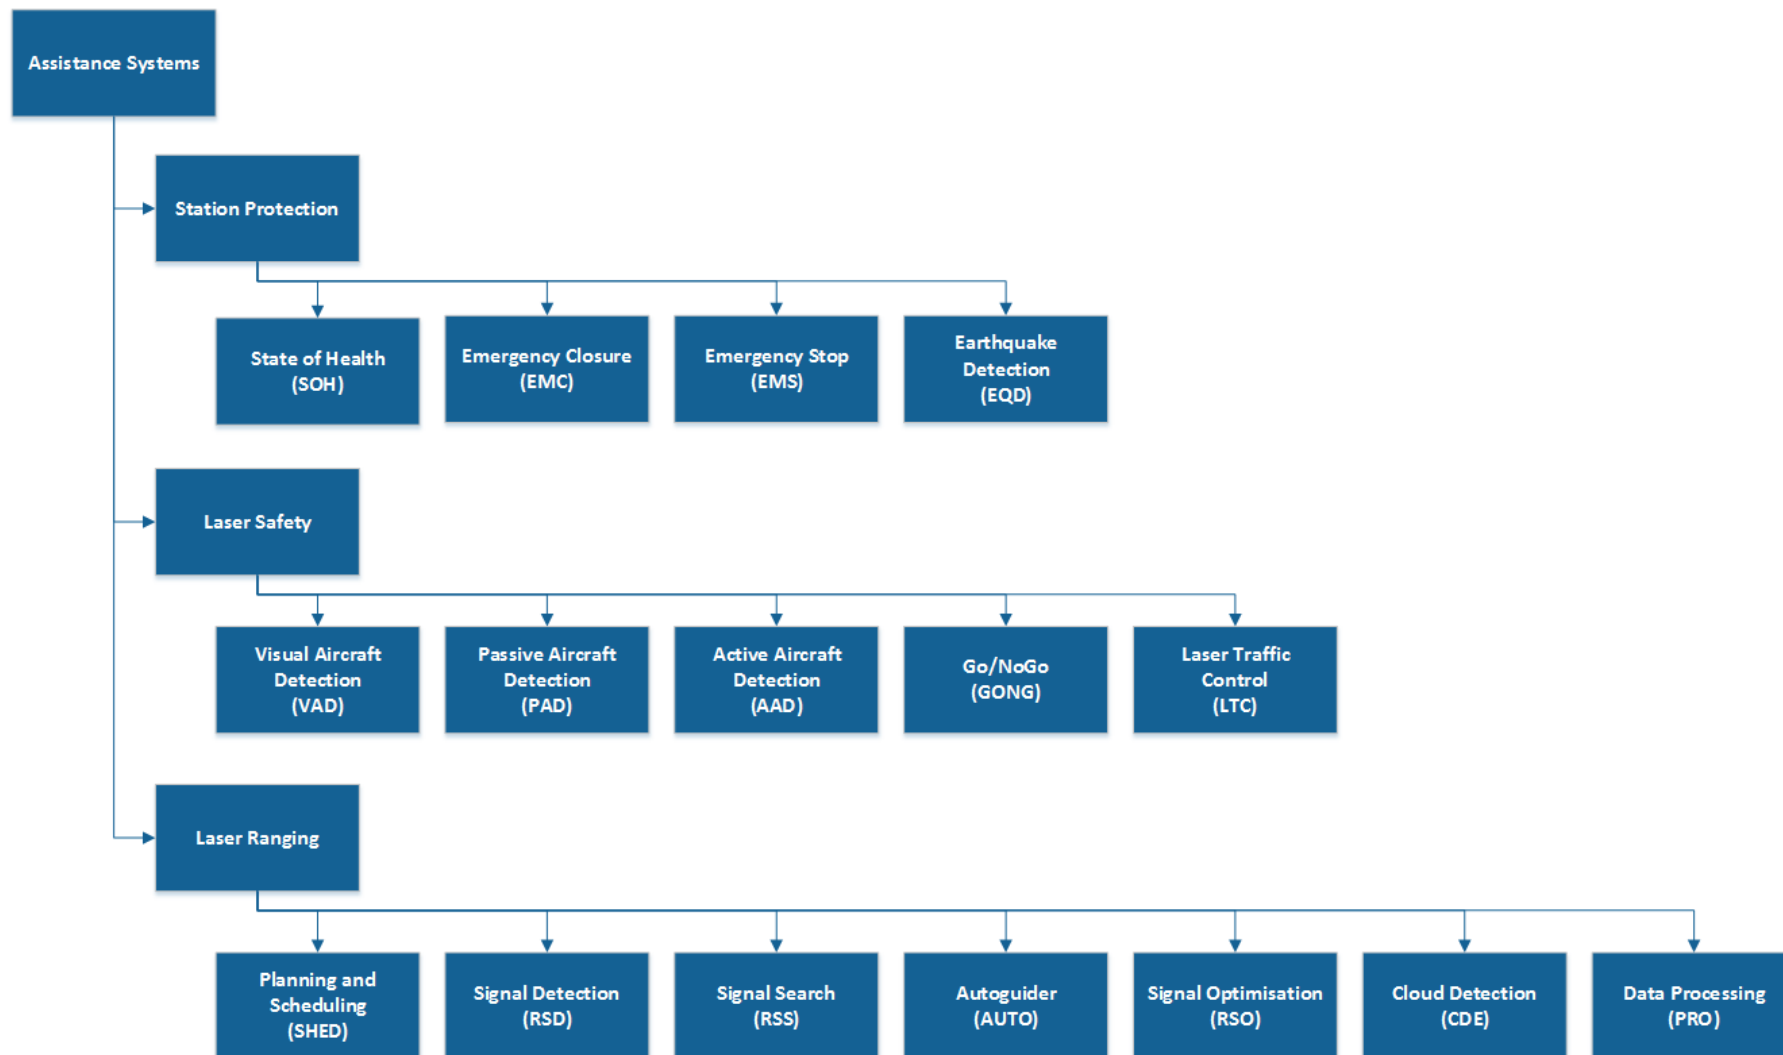 Assistance Systems
Station Protection
State of Health
(SOH)
Emergency Closure
(EMC)
Emergency Stop
(EMS)
Earthquake
Detection
(EQD)
Laser Safety
Visual Aircraft
Detection
(VAD)
Passive Aircraft
Detection
(PAD)
Active Aircraft
Detection
(AAD)
Go/NoGo
(GONG)
Laser Traffic
Control
(LTC)
Laser Ranging
Planning and
Scheduling
(SHED)
Signal Detection
(RSD)
Signal Search
(RSS)
Autoguider
(AUTO)
Signal Optimisation
(RSO)
Cloud Detection
(CDE)
Data Processing
(PRO)